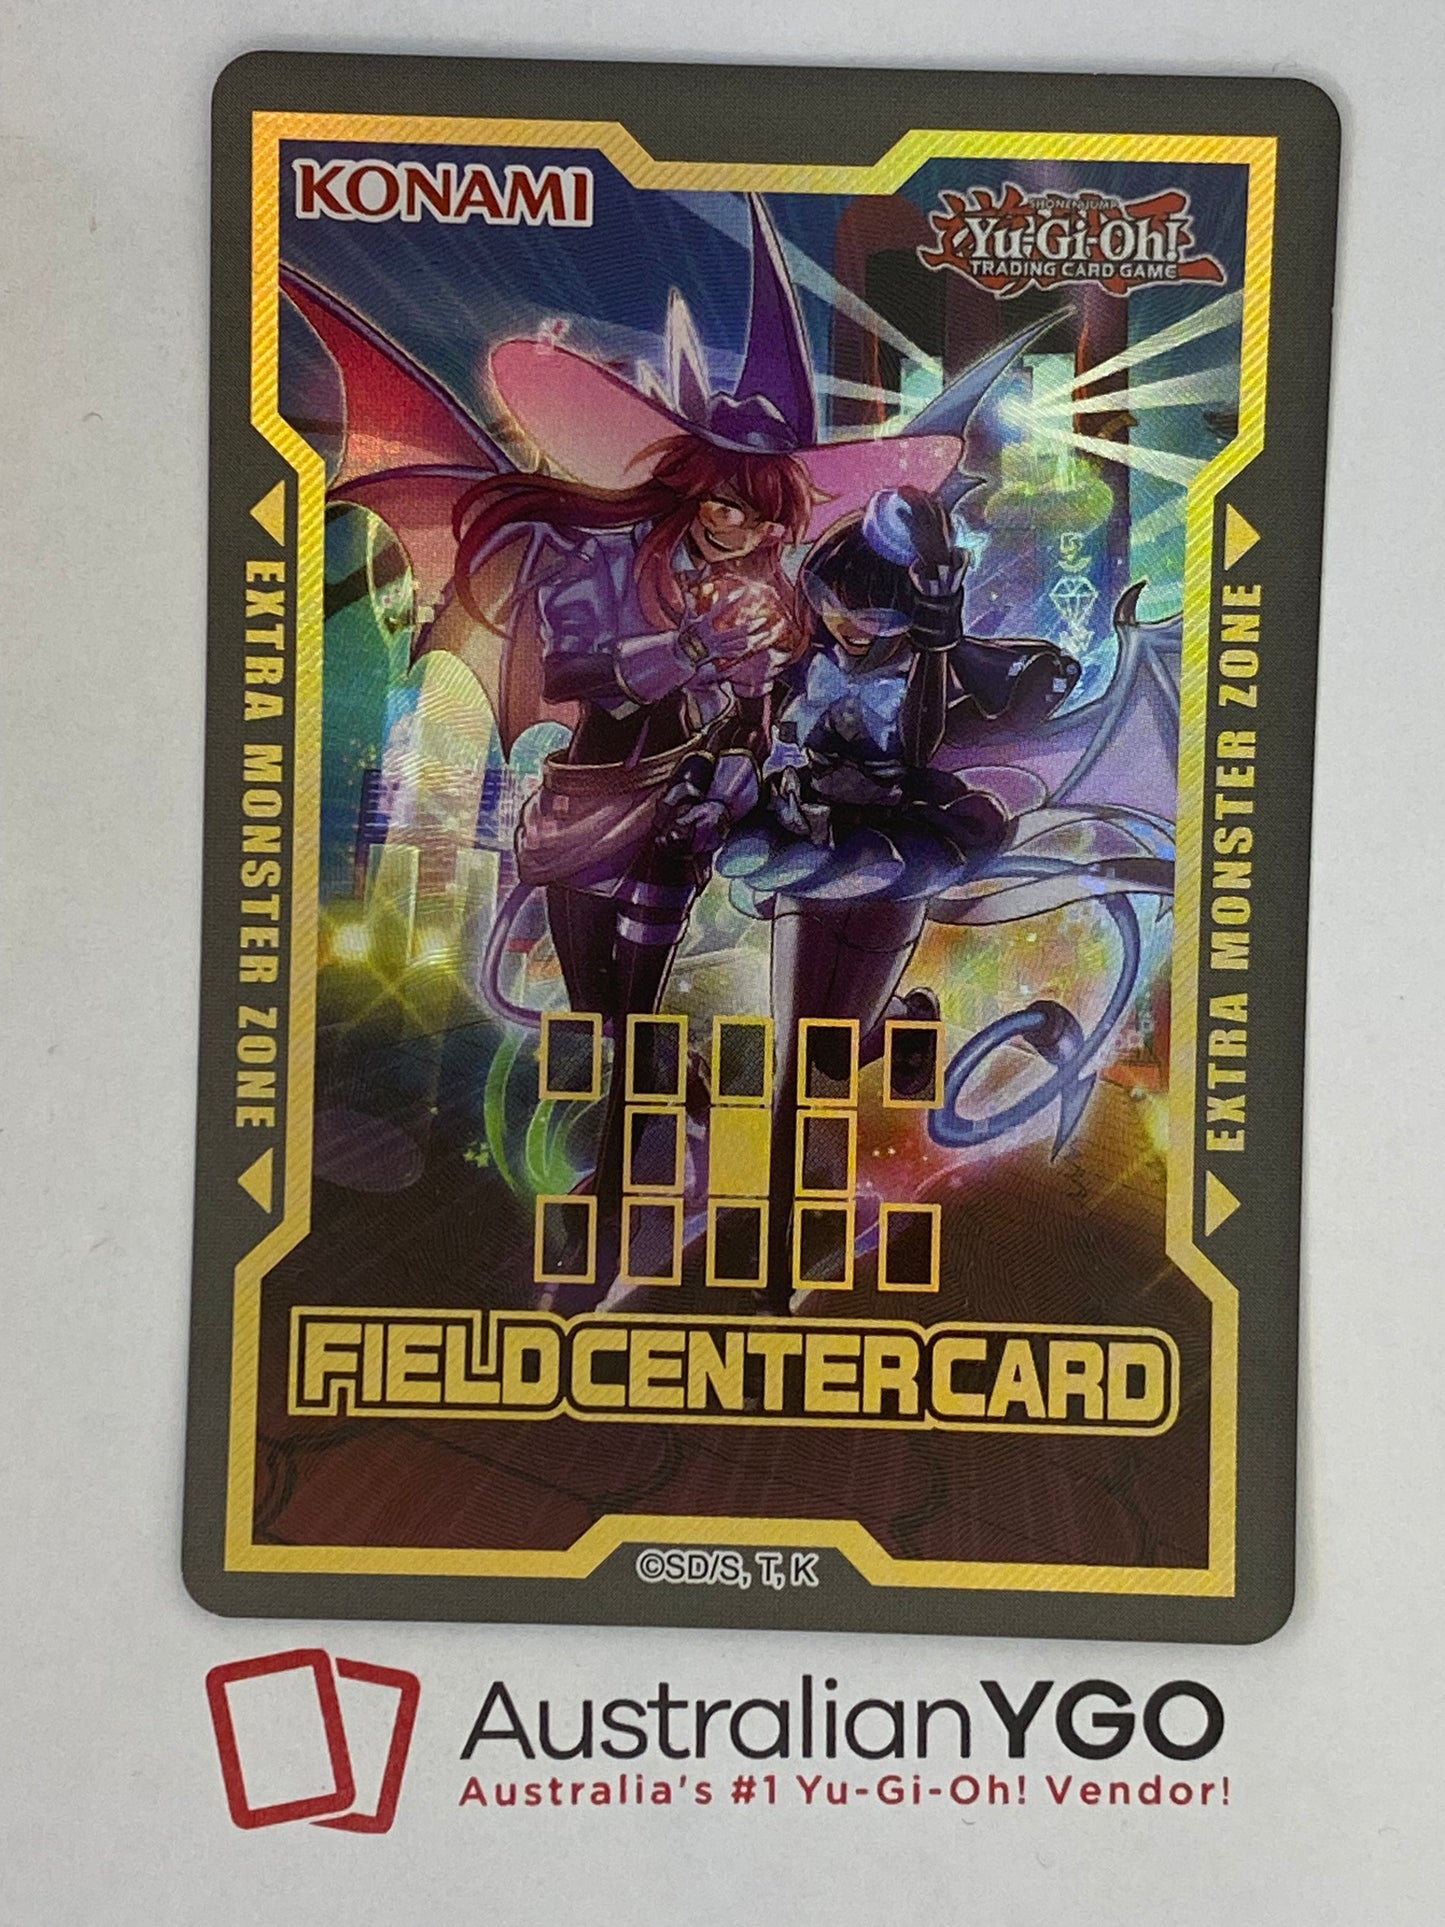 KONAMI
SHONEN JUMP
Yu-Gi-Oh!
TRADING CARD GAME
EXTRA MONSTER ZONE
EXTRA MONSTER ZONE
5
FIELD CENTER CARD
©SD/S, T, K
AustralianYGO
Australia's #1 Yu-Gi-Oh! Vendor!